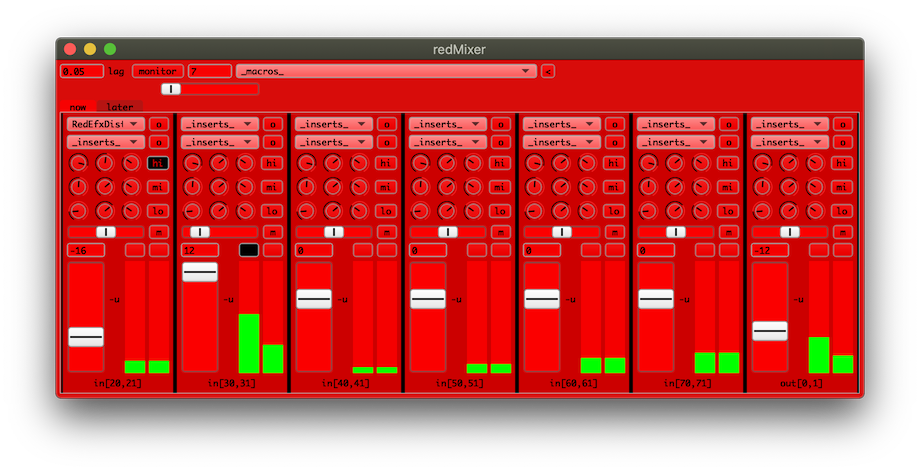 redMixer
0.05 log monitor 7 _macros_ <
now later
RedEfxDist a _inserts_ a _inserts_ a _inserts_ a _inserts_ a _inserts_ a _inserts_ a
_inserts_ a _inserts_ a _inserts_ a _inserts_ a _inserts_ a _inserts_ a _inserts_ a
hi hi hi hi hi hi hi
mi mi mi mi mi mi mi
lo lo lo lo lo lo lo
m m m m m m m
-16 12 0 0 0 0 -12
-u -u -u -u -u -u -u
in[20,21] in[30,31] in[40,41] in[50,51] in[60,61] in[70,71] out[0,1]